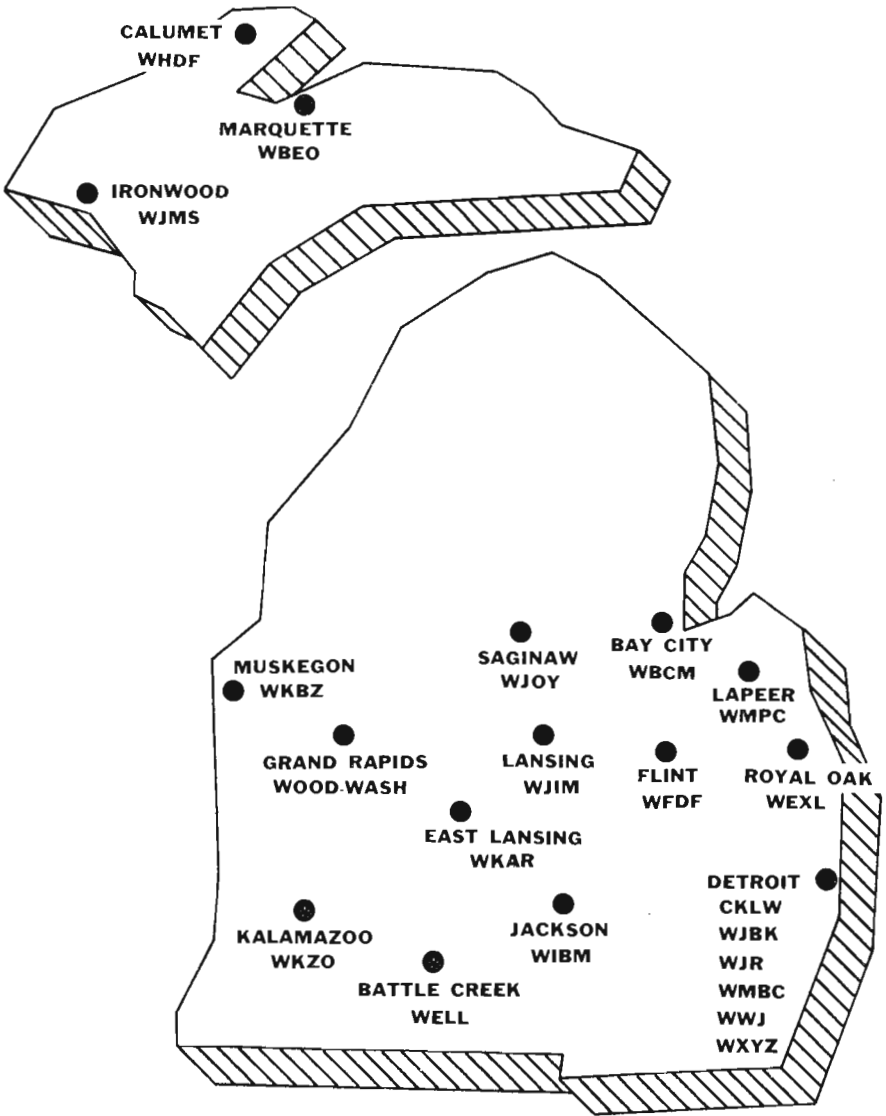 CALUMET
WHDF
MARQUETTE
WBEO
IRONWOOD
WJMS
MUSKEGON
WKBZ
SAGINAW
WJOY
BAY CITY
WBCM
LAPEER
WMPC
GRAND RAPIDS
WOOD-WASH
LANSING
WJIM
FLINT
WFDF
ROYAL OAK
WEXL
EAST LANSING
WKAR
KALAMAZOO
WKZO
BATTLE CREEK
WELL
JACKSON
WIBM
DETROIT
CKLW
WJBK
WJR
WMBC
WWJ
WXYZ